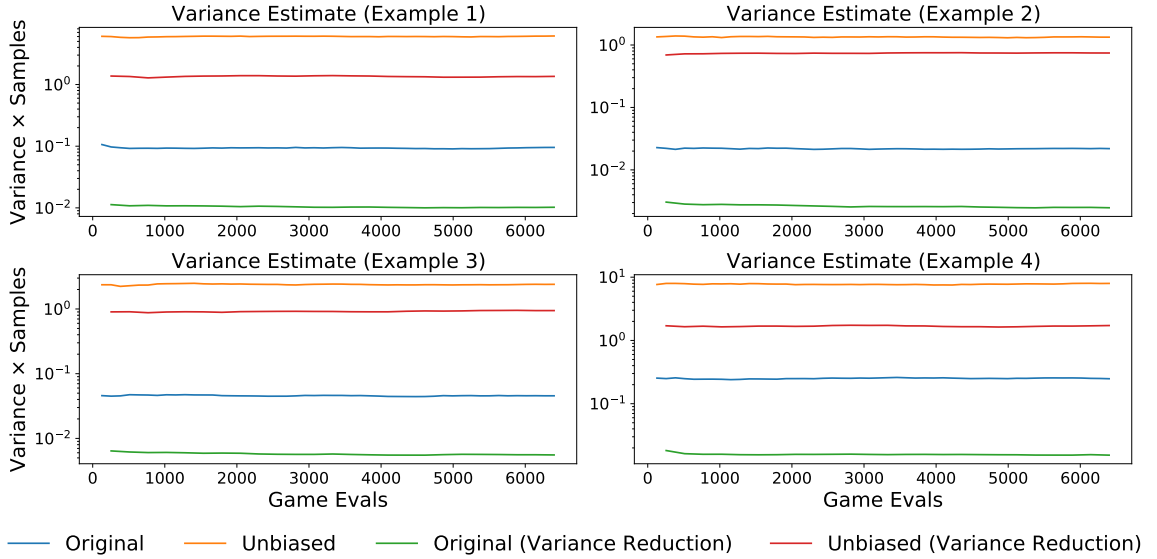 Variance Estimate (Example 1)
Variance × Samples
10^0
10^-1
10^-2
0 1000 2000 3000 4000 5000 6000
Variance Estimate (Example 2)
10^0
10^-1
10^-2
0 1000 2000 3000 4000 5000 6000
Variance Estimate (Example 3)
Variance × Samples
10^0
10^-1
10^-2
0 1000 2000 3000 4000 5000 6000
Game Evals
Variance Estimate (Example 4)
10^1
10^0
10^-1
0 1000 2000 3000 4000 5000 6000
Game Evals
Original Unbiased Original (Variance Reduction) Unbiased (Variance Reduction)